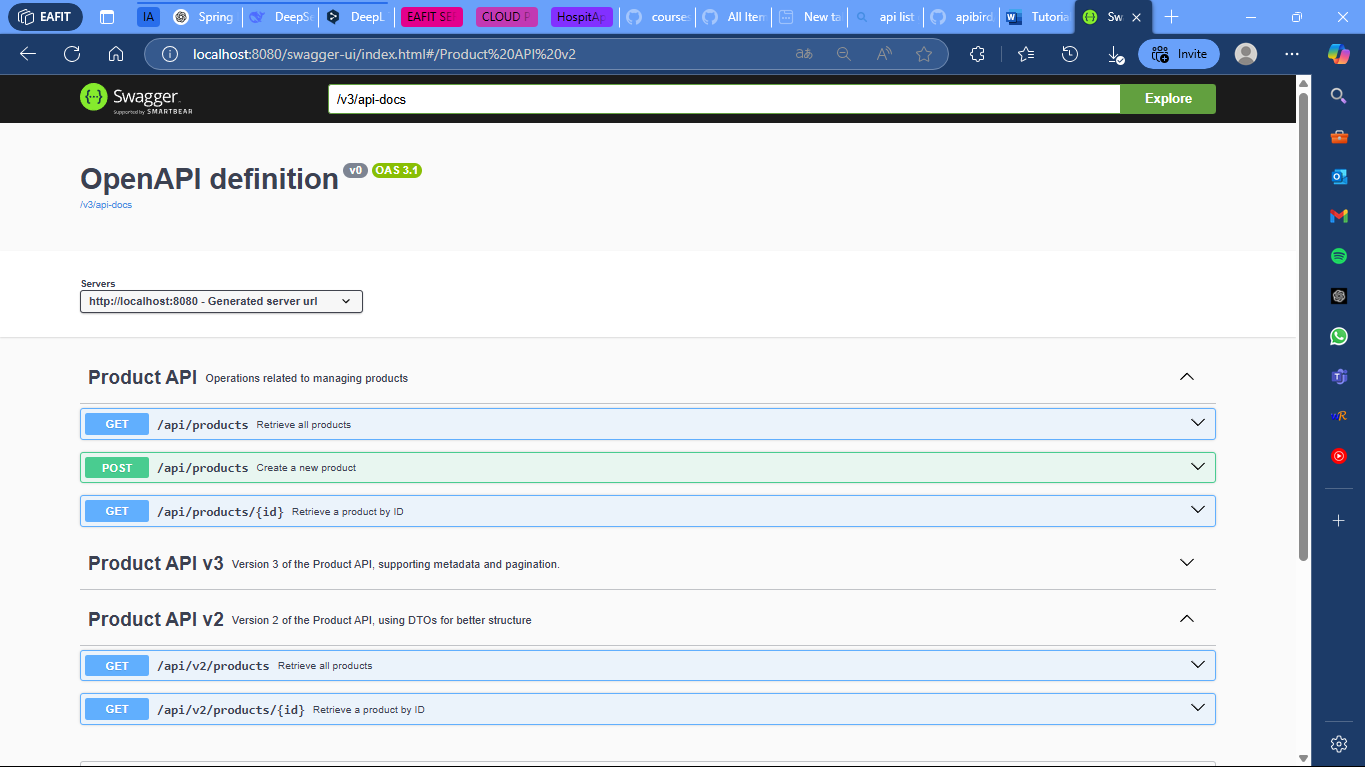 EAFIT
IA
Spring
DeepSe
DeepL
EAFIT SE
CLOUD P
HospitAp
course
All Item
New ta
api list
apibird
Tutoria
Sw
localhost:8080/swagger-ui/index.html#/Product%20API%20v2
Invite
Swagger
Supported by SMARTBEAR
/v3/api-docs
Explore
OpenAPI definition v0 OAS 3.1
/v3/api-docs
Servers
http://localhost:8080 - Generated server url
Product API Operations related to managing products
GET /api/products Retrieve all products
POST /api/products Create a new product
GET /api/products/{id} Retrieve a product by ID
Product API v3 Version 3 of the Product API, supporting metadata and pagination.
Product API v2 Version 2 of the Product API, using DTOs for better structure
GET /api/v2/products Retrieve all products
GET /api/v2/products/{id} Retrieve a product by ID